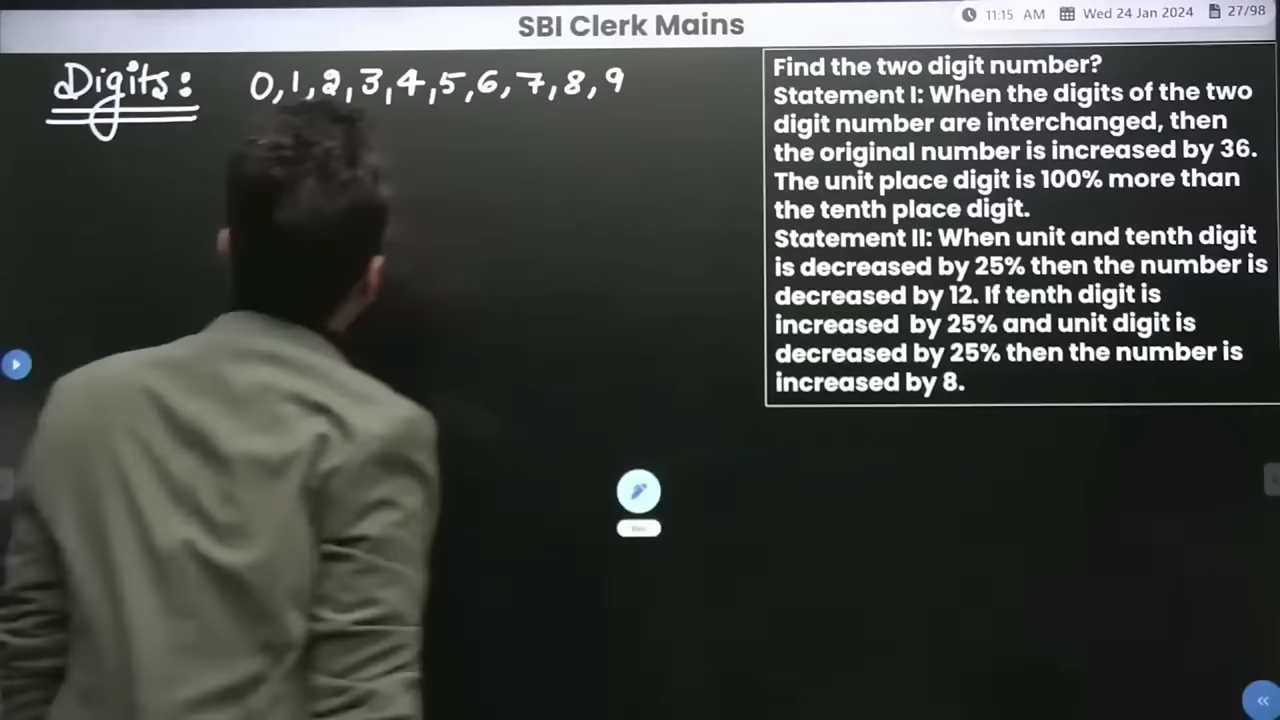 SBI Clerk Mains
11:15 AM Wed 24 Jan 2024 27/98
Digits: 0,1,2,3,4,5,6,7,8,9
Find the two digit number?
Statement I: When the digits of the two
digit number are interchanged, then
the original number is increased by 36.
The unit place digit is 100% more than
the tenth place digit.
Statement II: When unit and tenth digit
is decreased by 25% then the number is
decreased by 12. If tenth digit is
increased by 25% and unit digit is
decreased by 25% then the number is
increased by 8.